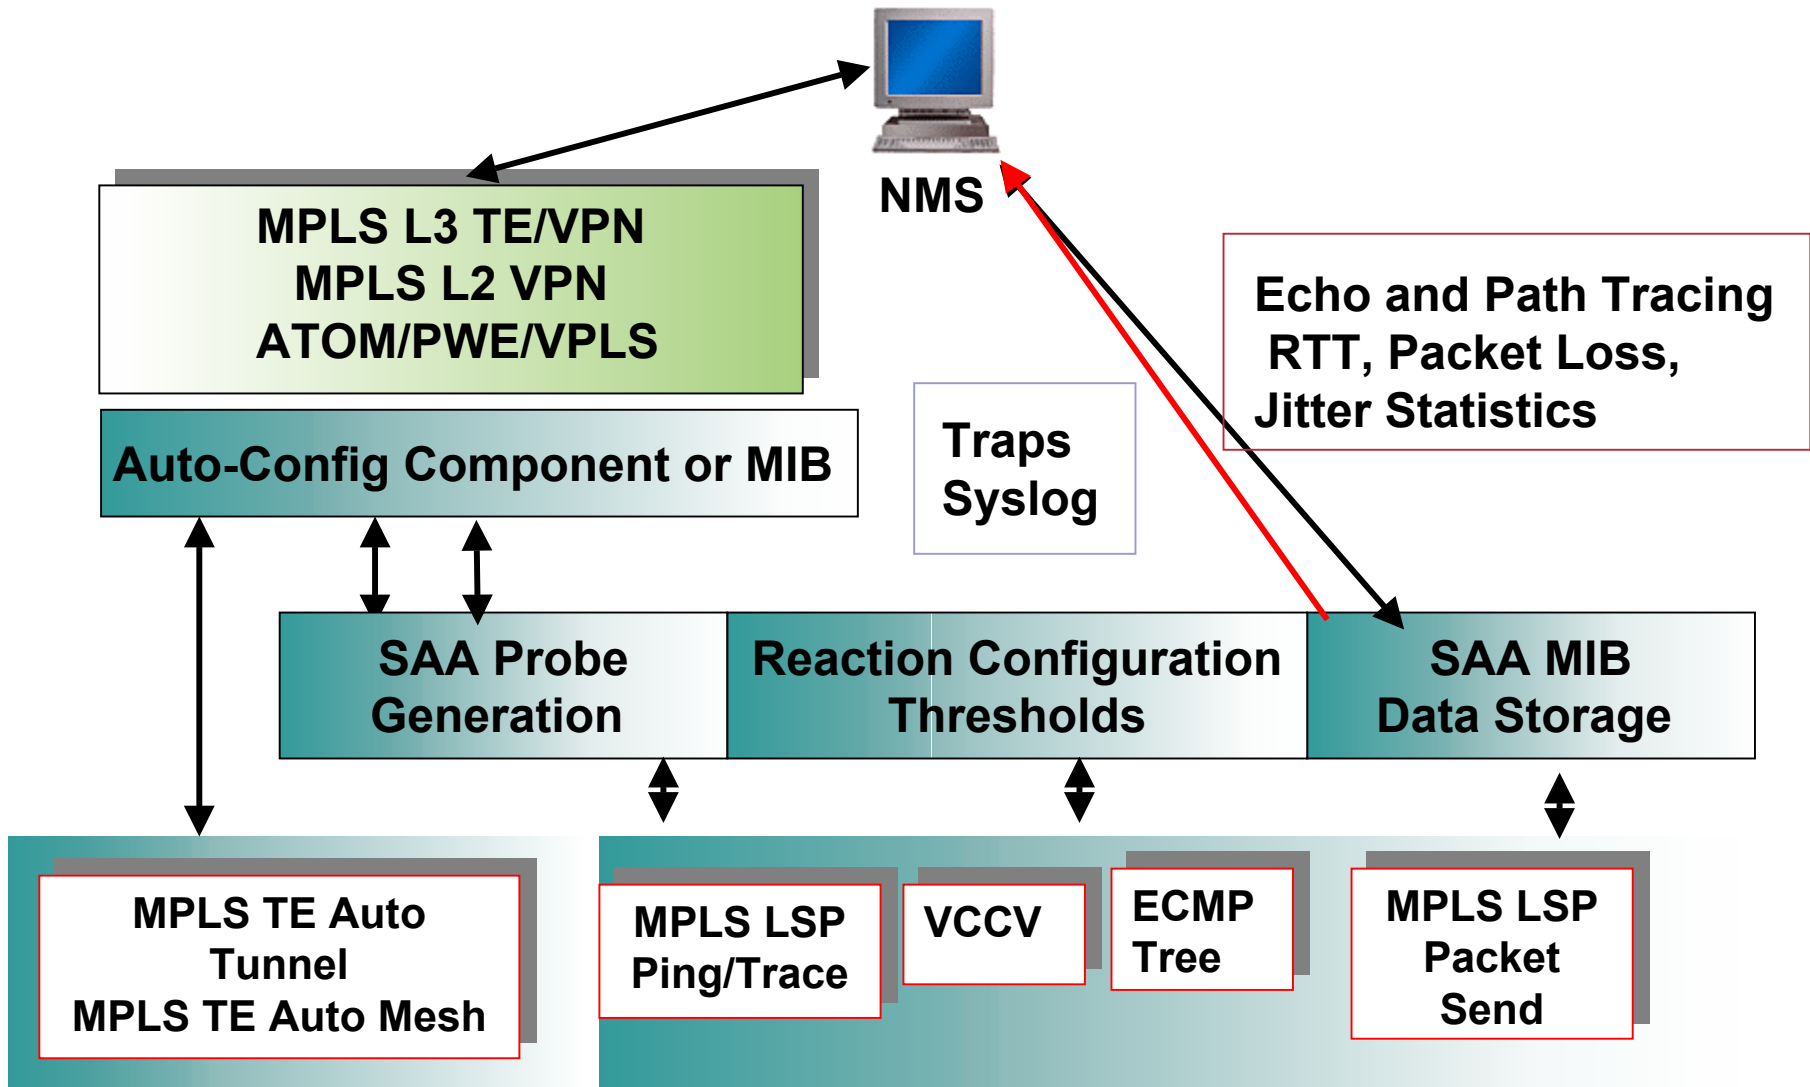 NMS
MPLS L3 TE/VPN
MPLS L2 VPN
ATOM/PWE/VPLS
Echo and Path Tracing
RTT, Packet Loss,
Jitter Statistics
Traps
Syslog
Auto-Config Component or MIB
SAA Probe
Generation
Reaction Configuration
Thresholds
SAA MIB
Data Storage
MPLS TE Auto
Tunnel
MPLS TE Auto Mesh
MPLS LSP
Ping/Trace
VCCV
ECMP
Tree
MPLS LSP
Packet
Send